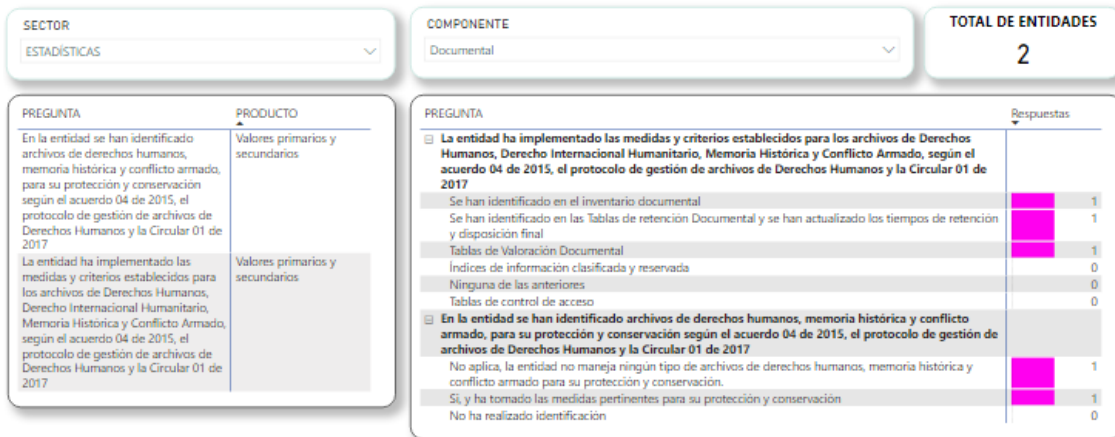 SECTOR
ESTADÍSTICAS
COMPONENTE
Documental
TOTAL DE ENTIDADES
2
PREGUNTA
PRODUCTO
En la entidad se han identificado
archivos de derechos humanos,
memoria histórica y conflicto armado,
para su protección y conservación
según el acuerdo 04 de 2015, el
protocolo de gestión de archivos de
Derechos Humanos y la Circular 01 de
2017
Valores primarios y
secundarios
La entidad ha implementado las
medidas y criterios establecidos para
los archivos de Derechos Humanos,
Derecho Internacional Humanitario,
Memoria Histórica y Conflicto Armado,
según el acuerdo 04 de 2015, el
protocolo de gestión de archivos de
Derechos Humanos y la Circular 01 de
2017
Valores primarios y
secundarios
PREGUNTA
Respuestas
La entidad ha implementado las medidas y criterios establecidos para los archivos de Derechos
Humanos, Derecho Internacional Humanitario, Memoria Histórica y Conflicto Armado, según el
acuerdo 04 de 2015, el protocolo de gestión de archivos de Derechos Humanos y la Circular 01 de
2017
Se han identificado en el inventario documental 1
Se han identificado en las Tablas de retención Documental y se han actualizado los tiempos de retención 1
y disposición final
Tablas de Valoración Documental 1
Índices de información clasificada y reservada 0
Ninguna de las anteriores 0
Tablas de control de acceso 0
En la entidad se han identificado archivos de derechos humanos, memoria histórica y conflicto
armado, para su protección y conservación según el acuerdo 04 de 2015, el protocolo de gestión de
archivos de Derechos Humanos y la Circular 01 de 2017
No aplica, la entidad no maneja ningún tipo de archivos de derechos humanos, memoria histórica y 1
conflicto armado para su protección y conservación.
Si, y ha tomado las medidas pertinentes para su protección y conservación 1
No ha realizado identificación 0